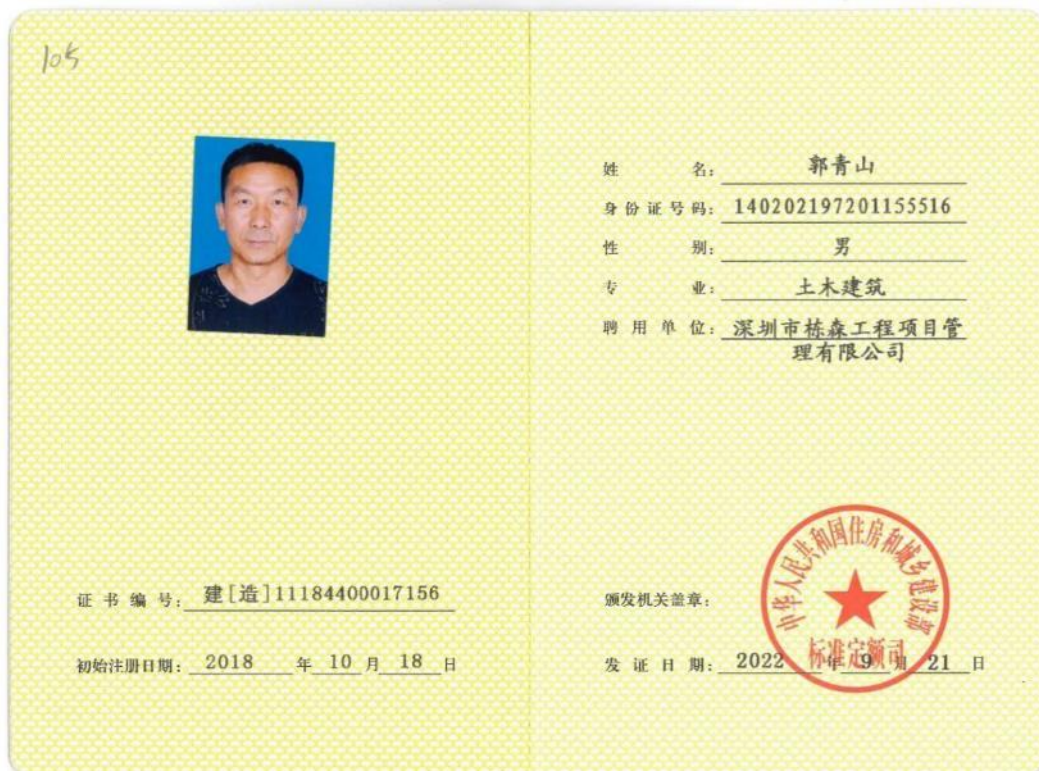 105
姓 名: 郭青山
身份证号码: 140202197201155516
性 别: 男
专 业: 土木建筑
聘用单位: 深圳市栋森工程项目管
理有限公司
证书编号: 建[造]11184400017156
初始注册日期: 2018 年 10 月 18 日
颁发机关盖章:
中华人民共和国住房和城乡建设部
标准定额司
发证日期: 2022 年 9 月 21 日